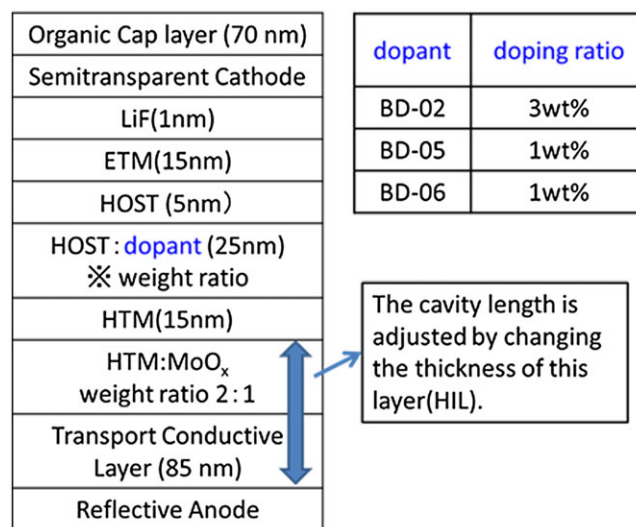 Organic Cap layer (70 nm)
Semitransparent Cathode
LiF(1nm)
ETM(15nm)
HOST (5nm)
HOST:dopant (25nm)
※ weight ratio
HTM(15nm)
HTM:MoOₓ
weight ratio 2:1
Transport Conductive
Layer (85 nm)
Reflective Anode
dopant doping ratio
BD-02 3wt%
BD-05 1wt%
BD-06 1wt%
The cavity length is
adjusted by changing
the thickness of this
layer(HIL).